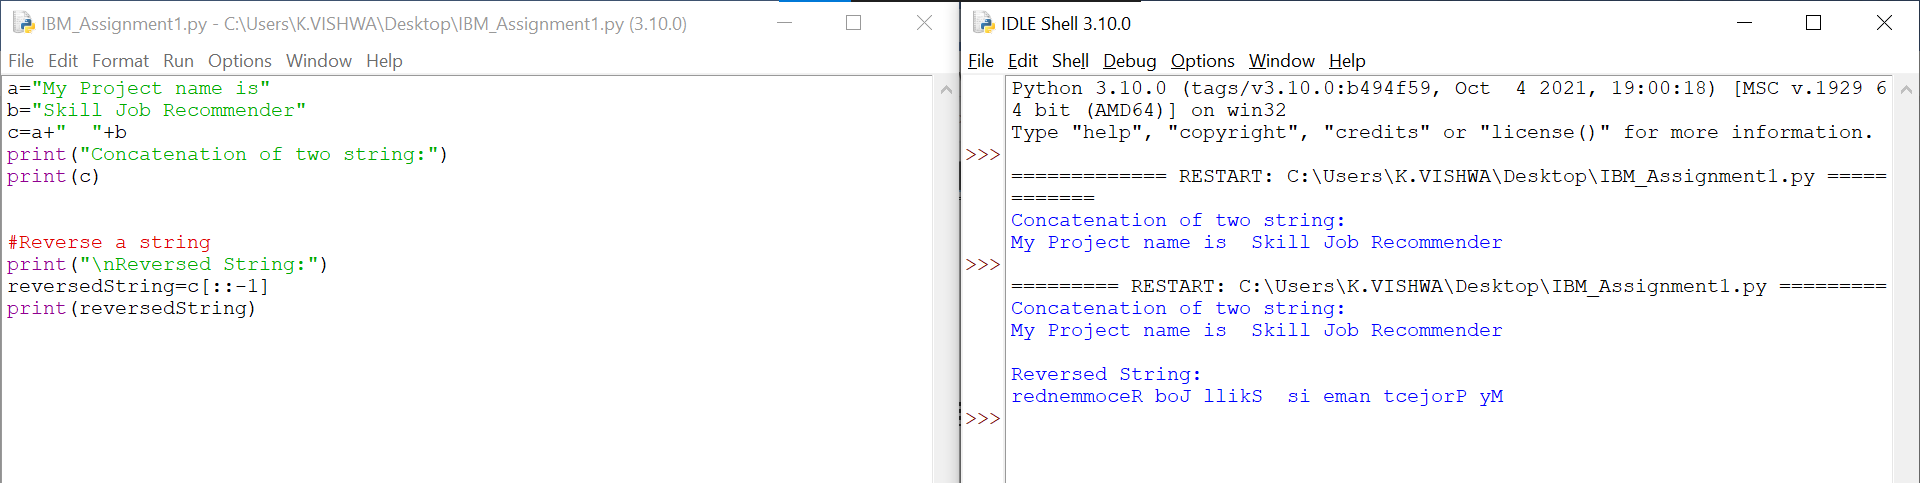 IBM_Assignment1.py - C:\Users\K.VISHWA\Desktop\IBM_Assignment1.py (3.10.0)
File Edit Format Run Options Window Help
a="My Project name is"
b="Skill Job Recommender"
c=a+"  "+b
print("Concatenation of two string:")
print(c)
#Reverse a string
print("\nReversed String:")
reversedString=c[::-1]
print(reversedString)
IDLE Shell 3.10.0
File Edit Shell Debug Options Window Help
Python 3.10.0 (tags/v3.10.0:b494f59, Oct  4 2021, 19:00:18) [MSC v.1929 6
4 bit (AMD64)] on win32
Type "help", "copyright", "credits" or "license()" for more information.
>>>
============= RESTART: C:\Users\K.VISHWA\Desktop\IBM_Assignment1.py =====
=======
Concatenation of two string:
My Project name is  Skill Job Recommender
>>>
========= RESTART: C:\Users\K.VISHWA\Desktop\IBM_Assignment1.py =========
Concatenation of two string:
My Project name is  Skill Job Recommender
Reversed String:
rednemmoceR boJ llikS  si eman tcejorP yM
>>>